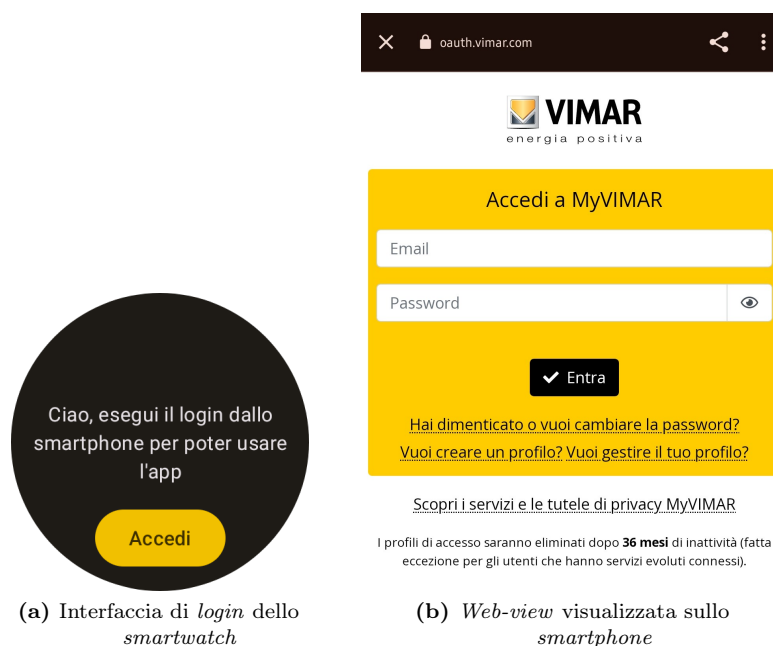 Ciao, esegui il login dallo
smartphone per poter usare
l'app
Accedi
(a) Interfaccia di login dello
smartwatch
oauth.vimar.com
VIMAR
energia positiva
Accedi a MyVIMAR
Email
Password
Entra
Hai dimenticato o vuoi cambiare la password?
Vuoi creare un profilo? Vuoi gestire il tuo profilo?
Scopri i servizi e le tutele di privacy MyVIMAR
I profili di accesso saranno eliminati dopo 36 mesi di inattività (fatta
eccezione per gli utenti che hanno servizi evoluti connessi).
(b) Web-view visualizzata sullo
smartphone